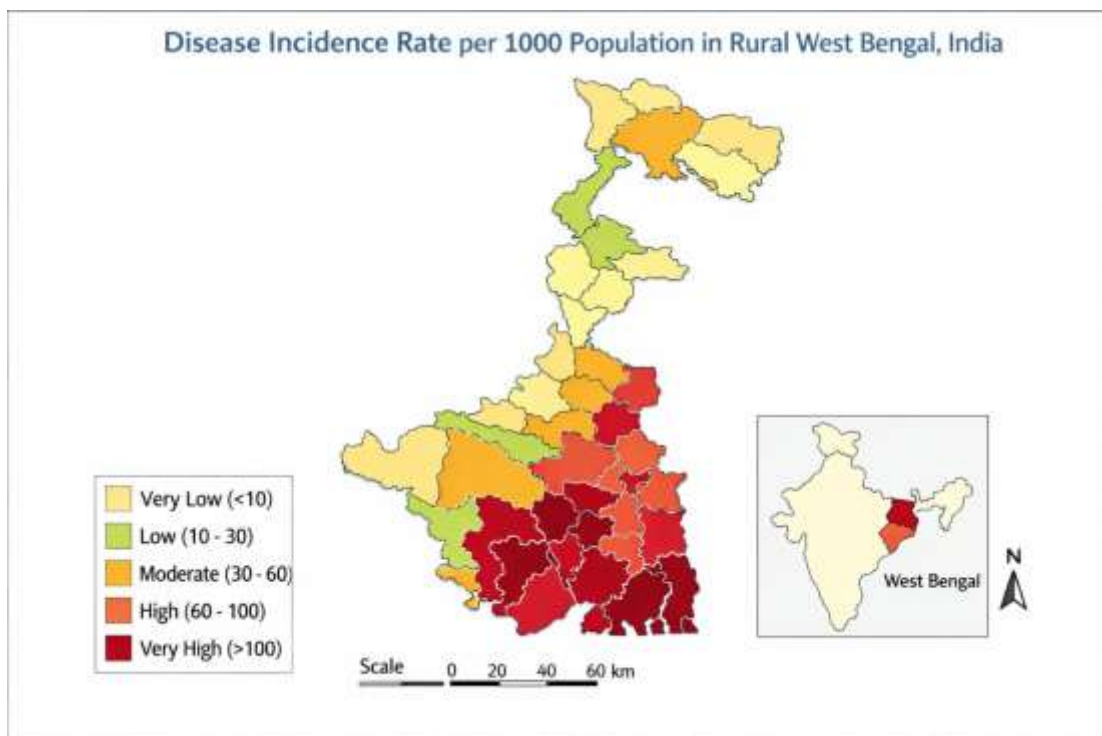 Disease Incidence Rate per 1000 Population in Rural West Bengal, India
Very Low (<10)
Low (10 - 30)
Moderate (30 - 60)
High (60 - 100)
Very High (>100)
Scale 0 20 40 60 km
West Bengal
N